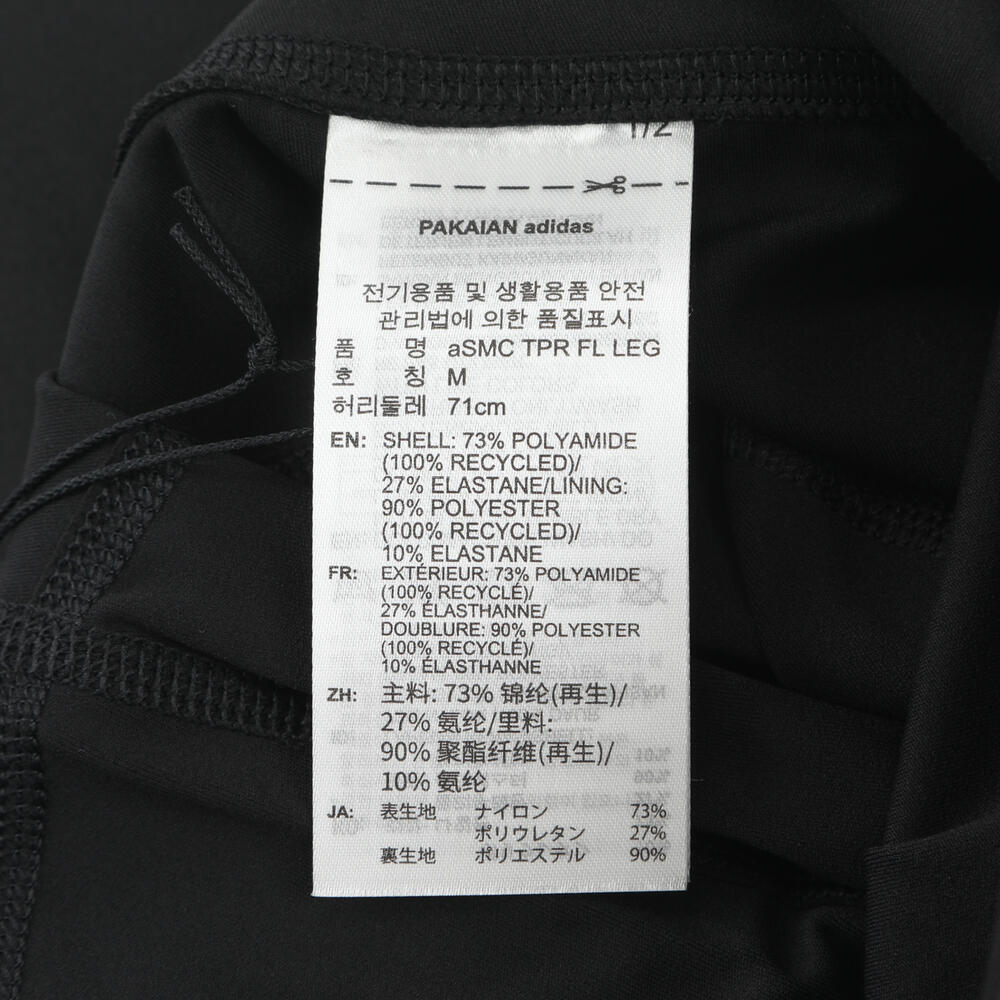 1/2
PAKAIAN adidas
전기용품 및 생활용품 안전
관리법에 의한 품질표시
품 명 aSMC TPR FL LEG
호 칭 M
허리둘레 71cm
EN: SHELL: 73% POLYAMIDE
(100% RECYCLED)/
27% ELASTANE/LINING:
90% POLYESTER
(100% RECYCLED)/
10% ELASTANE
FR: EXTÉRIEUR: 73% POLYAMIDE
(100% RECYCLÉ)/
27% ÉLASTHANNE/
DOUBLURE: 90% POLYESTER
(100% RECYCLÉ)/
10% ÉLASTHANNE
ZH: 主料: 73% 锦纶(再生)/
27% 氨纶/里料:
90% 聚酯纤维(再生)/
10% 氨纶
JA: 表生地 ナイロン 73%
ポリウレタン 27%
裏生地 ポリエステル 90%